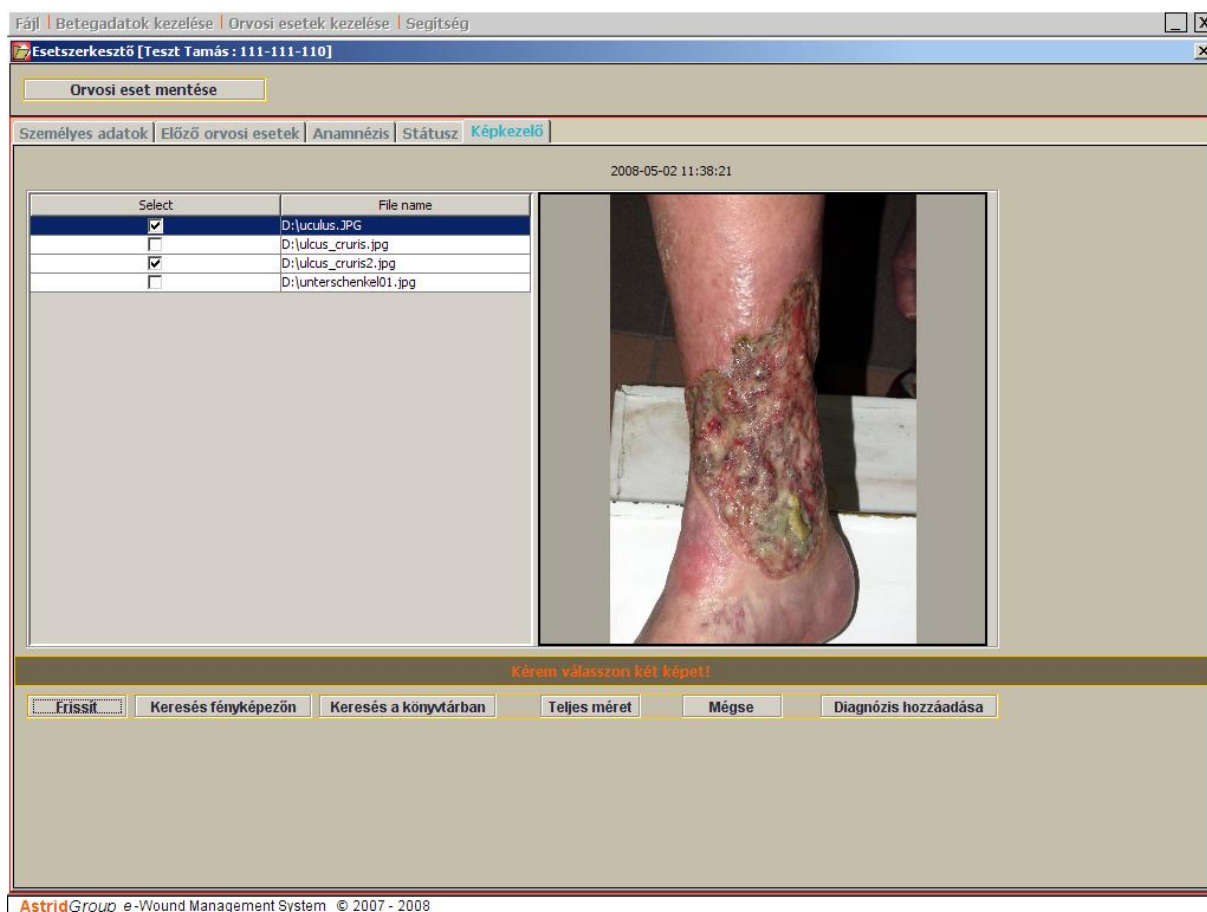 Fájl | Betegadatok kezelése | Orvosi esetek kezelése | Segítség
Esetszerkesztő [Teszt Tamás : 111-111-110]
Orvosi eset mentése
Személyes adatok Előző orvosi esetek Anamnézis Státusz Képkezelő
2008-05-02 11:38:21
Select File name
D:\uculus.JPG
D:\ulcus_cruris.jpg
D:\ulcus_cruris2.jpg
D:\unterschenkel01.jpg
Kérem válasszon két képet!
Frissít Keresés fényképezőn Keresés a könyvtárban Teljes méret Mégse Diagnózis hozzáadása
AstridGroup e-Wound Management System © 2007 - 2008